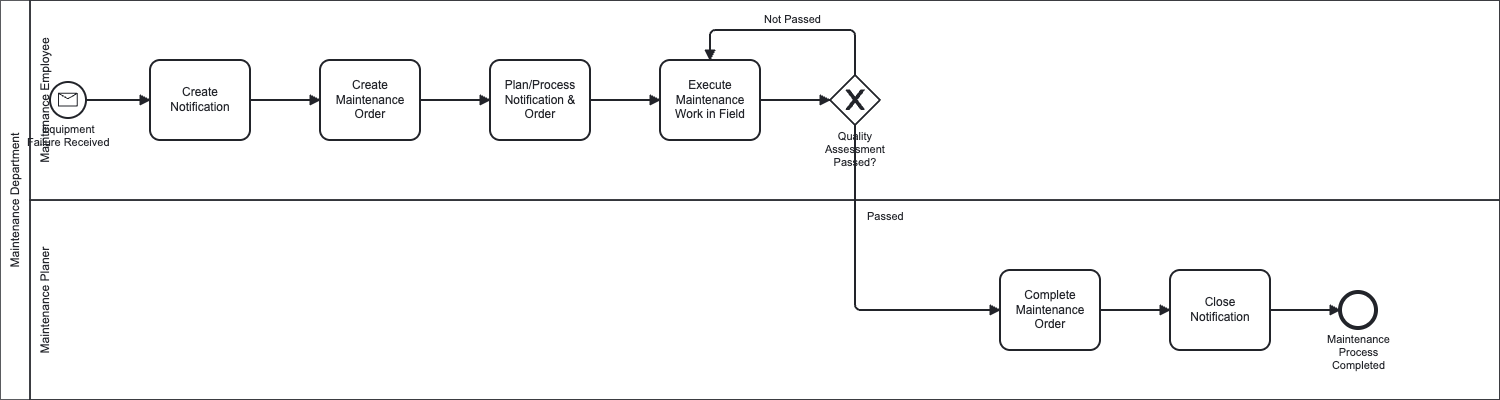 Maintenance Department
Maintenance Employee
Equipment
Failure Received
Create
Notification
Create
Maintenance
Order
Plan/Process
Notification &
Order
Execute
Maintenance
Work in Field
Not Passed
Quality
Assessment
Passed?
Passed
Maintenance Planer
Complete
Maintenance
Order
Close
Notification
Maintenance
Process
Completed